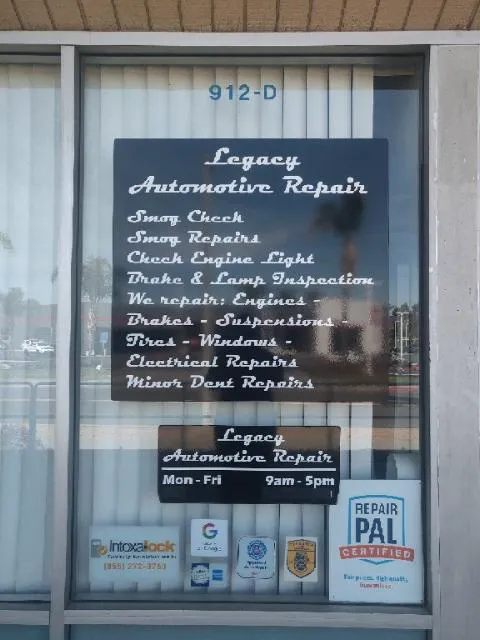 912-D
Legacy
Automotive Repair
Smog Check
Smog Repairs
Check Engine Light
Brake & Lamp Inspection
We repair: Engines -
Brakes - Suspensions -
Tires - Windows -
Electrical Repairs
Minor Dent Repairs
Legacy
Automotive Repair
Mon - Fri 9am - 5pm
intoxalock
REPAIR
PAL
CERTIFIED